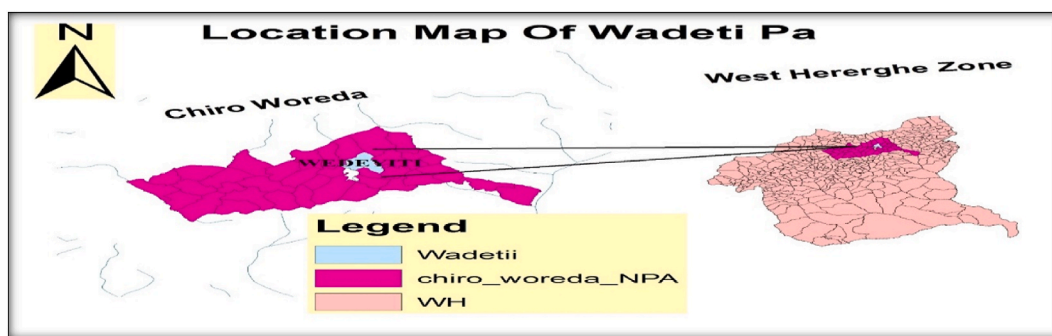 N
Location Map Of Wadeti Pa
West Hererghe Zone
Chiro Woreda
WEDEYITI
Legend
Wadetii
chiro_woreda_NPA
WH